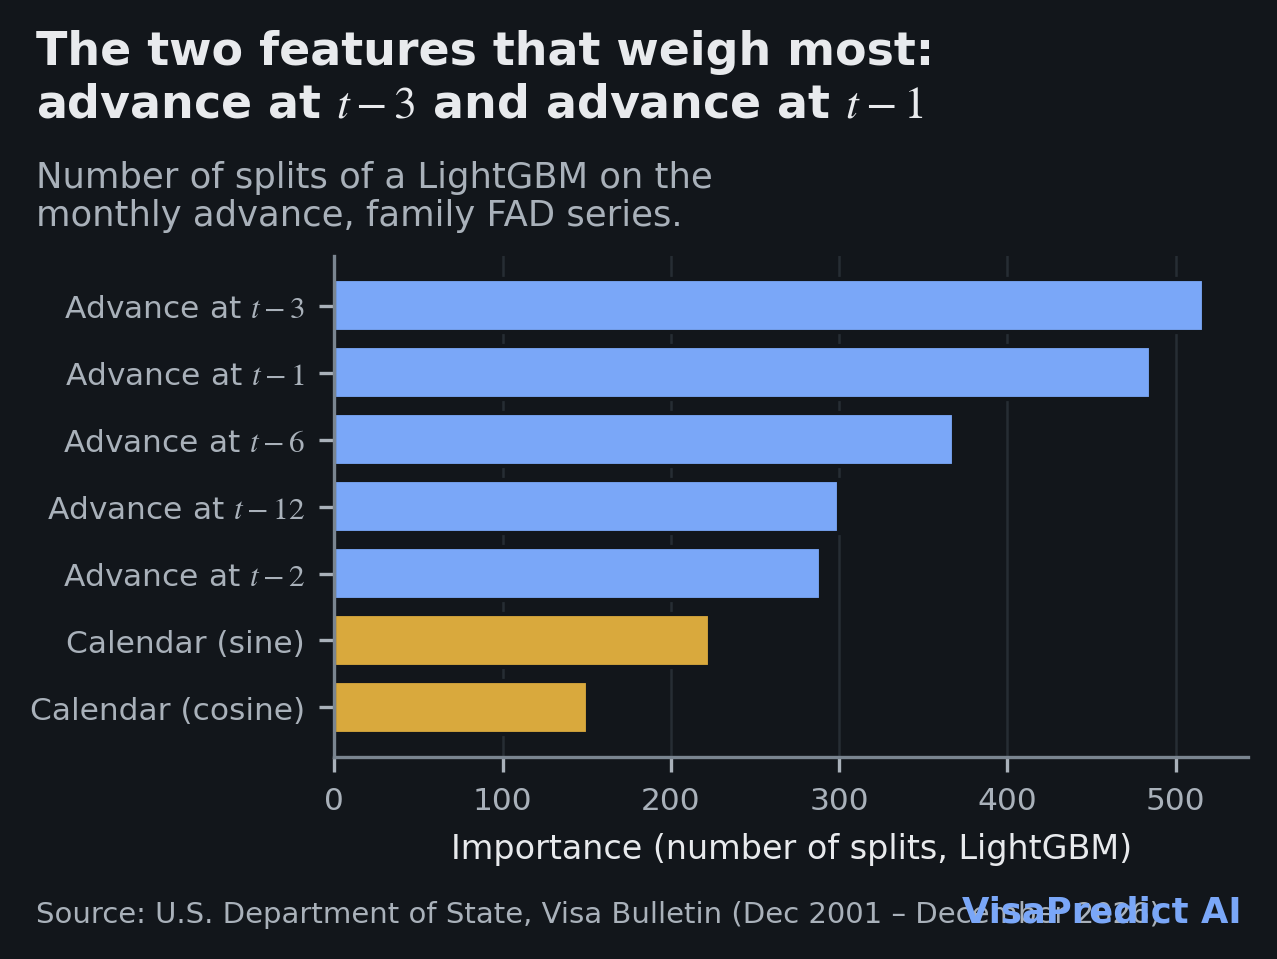 The two features that weigh most:
advance at t − 3 and advance at t − 1
Number of splits of a LightGBM on the
monthly advance, family FAD series.
Advance at t − 3
Advance at t − 1
Advance at t − 6
Advance at t − 12
Advance at t − 2
Calendar (sine)
Calendar (cosine)
0 100 200 300 400 500
Importance (number of splits, LightGBM)
Source: U.S. Department of State, Visa Bulletin (Dec 2001 –
VisaPredict AI